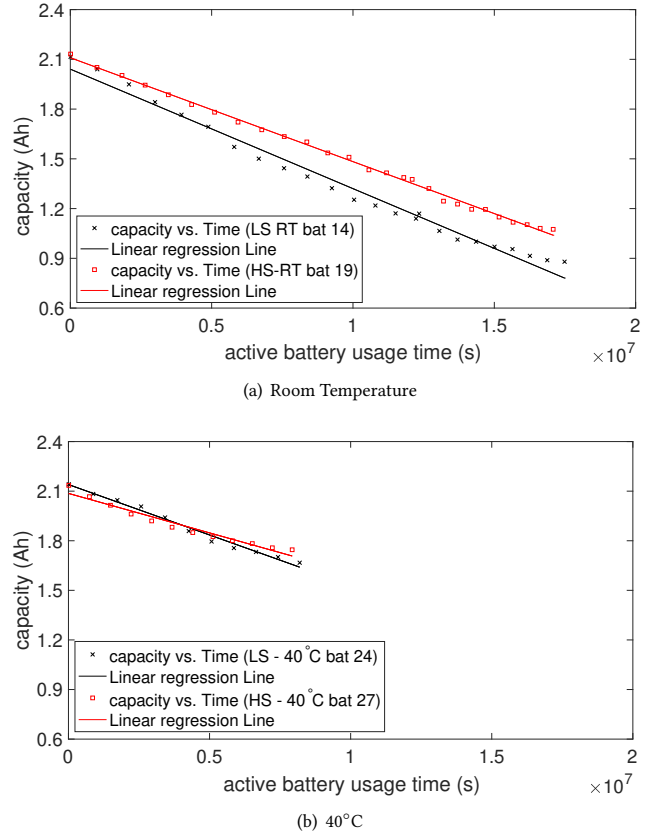 2.4
2.1
1.8
1.5
1.2
0.9
0.6
capacity (Ah)
capacity vs. Time (LS RT bat 14)
Linear regression Line
capacity vs. Time (HS-RT bat 19)
Linear regression Line
0 0.5 1 1.5 2
active battery usage time (s) ×10^7
(a) Room Temperature
2.4
2.1
1.8
1.5
1.2
0.9
0.6
capacity (Ah)
capacity vs. Time (LS - 40°C bat 24)
Linear regression Line
capacity vs. Time (HS - 40°C bat 27)
Linear regression Line
0 0.5 1 1.5 2
active battery usage time (s) ×10^7
(b) 40°C